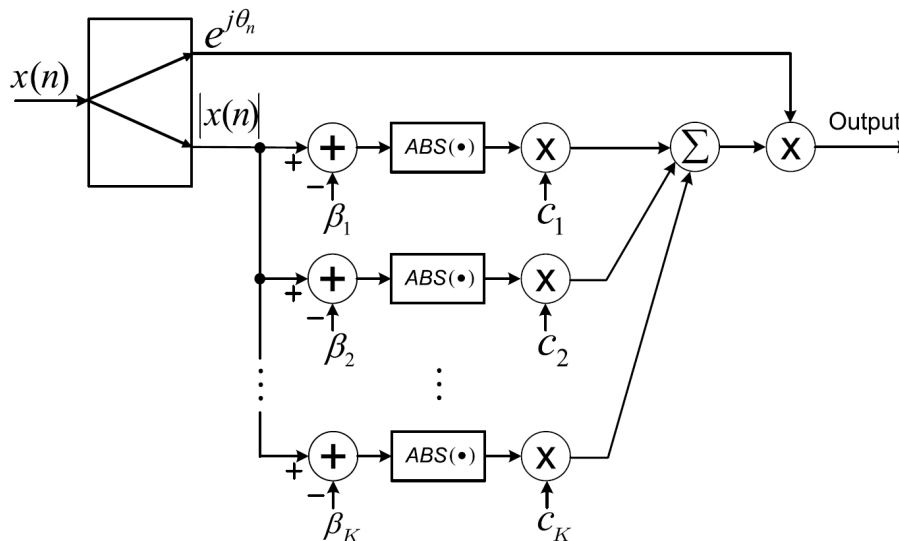 e^{jθ_n}
x(n)
|x(n)|
Output
+ + ABS(•) X Σ X
−
β_1 c_1
+ + ABS(•) X
−
β_2 c_2
⋮ ⋮ ⋮
+ + ABS(•) X
−
β_K c_K